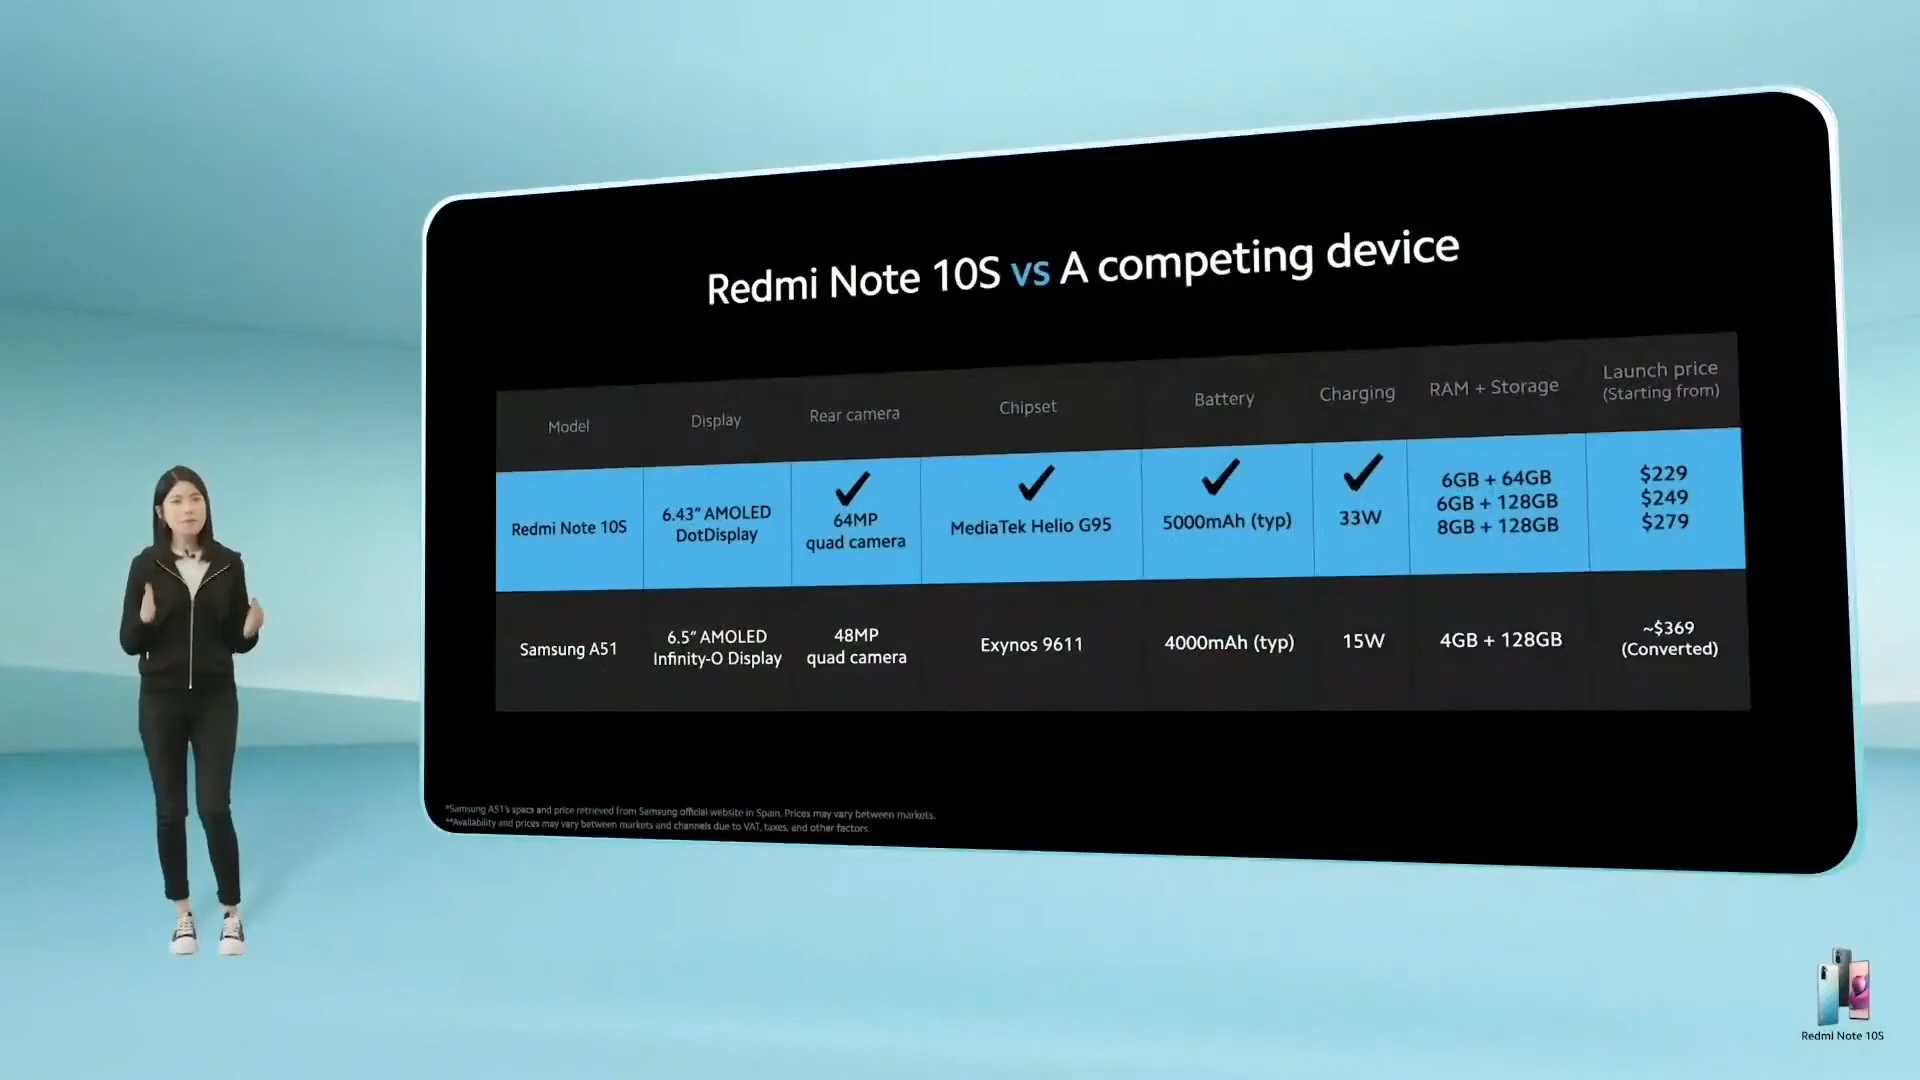 Redmi Note 10S vs A competing device
Model
Display
Rear camera
Chipset
Battery
Charging
RAM + Storage
Launch price
(Starting from)
Redmi Note 10S
6.43" AMOLED
DotDisplay
64MP
quad camera
MediaTek Helio G95
5000mAh (typ)
33W
6GB + 64GB
6GB + 128GB
8GB + 128GB
$229
$249
$279
Samsung A51
6.5" AMOLED
Infinity-O Display
48MP
quad camera
Exynos 9611
4000mAh (typ)
15W
4GB + 128GB
~$369
(Converted)
*Samsung A51's specs and price retrieved from Samsung official website in Spain. Prices may vary between markets.
**Availability and prices may vary between markets and channels due to VAT, taxes, and other factors.
Redmi Note 10S